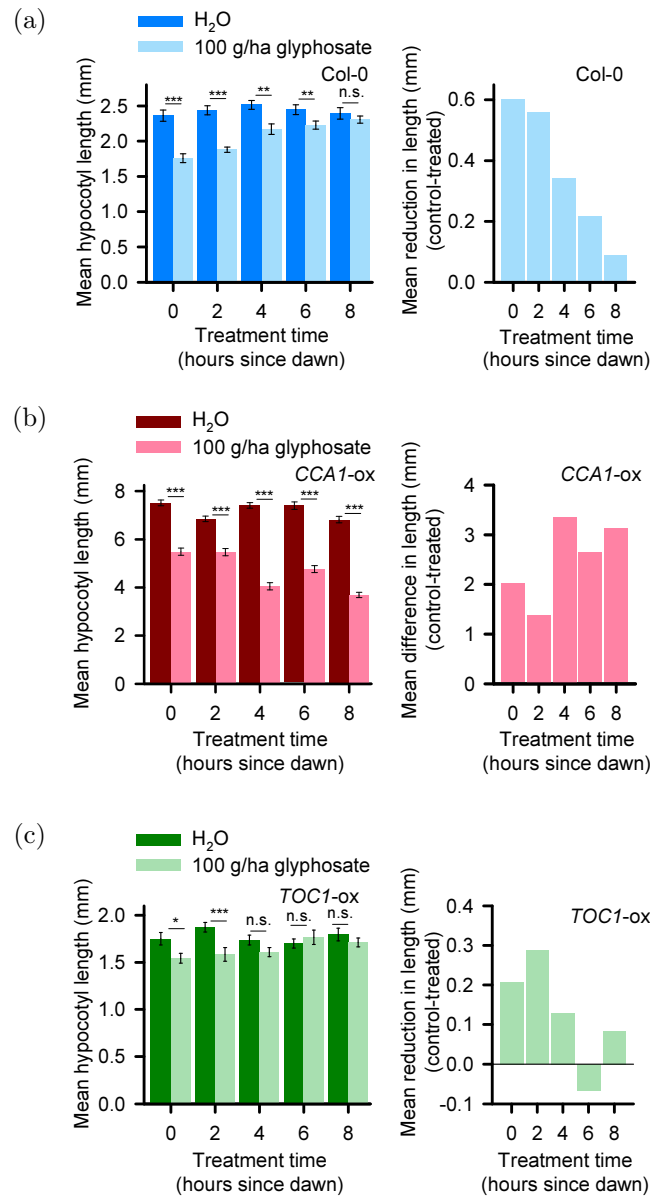 (a)
H2O
100 g/ha glyphosate
Col-0
Mean hypocotyl length (mm)
2.5
2.0
1.5
1.0
0.5
0.0
***
***
**
**
n.s.
0 2 4 6 8
Treatment time
(hours since dawn)
Col-0
Mean reduction in length (mm)
(control-treated)
0.6
0.4
0.2
0.0
0 2 4 6 8
Treatment time
(hours since dawn)
(b)
H2O
100 g/ha glyphosate
CCA1-ox
Mean hypocotyl length (mm)
8
6
4
2
0
***
***
***
***
***
0 2 4 6 8
Treatment time
(hours since dawn)
CCA1-ox
Mean difference in length (mm)
(control-treated)
4
3
2
1
0
0 2 4 6 8
Treatment time
(hours since dawn)
(c)
H2O
100 g/ha glyphosate
TOC1-ox
Mean hypocotyl length (mm)
2.0
1.5
1.0
0.5
0.0
*
***
n.s.
n.s.
n.s.
0 2 4 6 8
Treatment time
(hours since dawn)
TOC1-ox
Mean reduction in length (mm)
(control-treated)
0.4
0.3
0.2
0.1
0.0
-0.1
0 2 4 6 8
Treatment time
(hours since dawn)